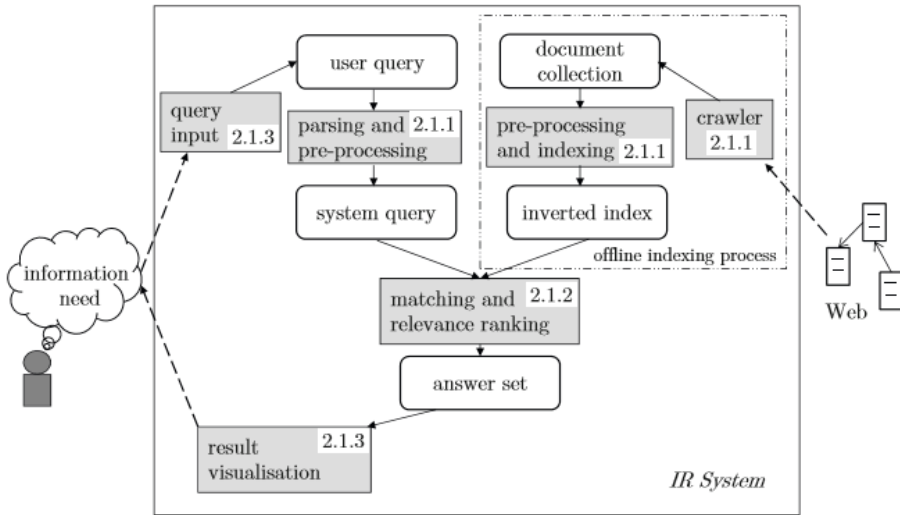 user query
document
collection
query
input 2.1.3
parsing and 2.1.1
pre-processing
pre-processing
and indexing 2.1.1
crawler
2.1.1
system query
inverted index
offline indexing process
information
need
matching and 2.1.2
relevance ranking
Web
answer set
result 2.1.3
visualisation
IR System